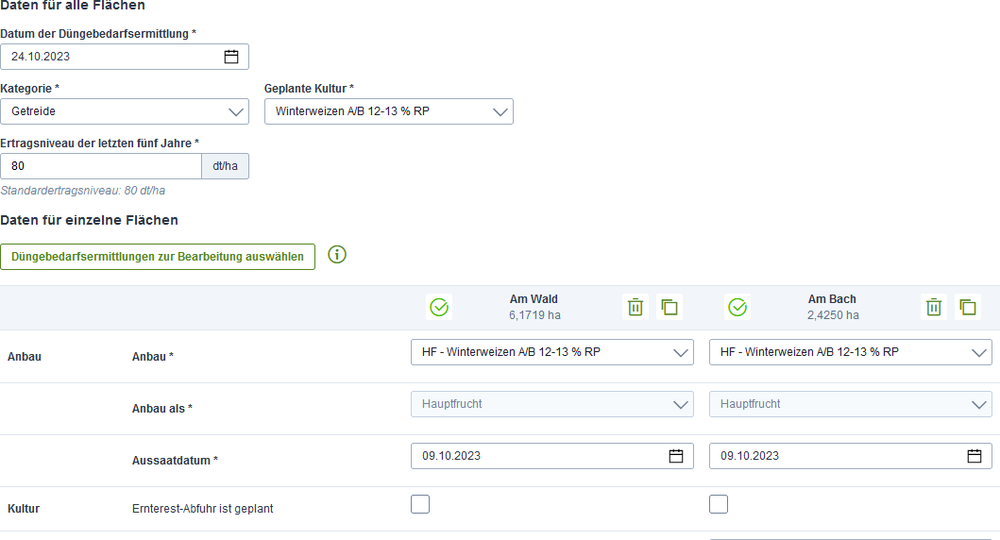 Daten für alle Flächen
Datum der Düngebedarfsermittlung *
24.10.2023
Kategorie * Geplante Kultur *
Getreide Winterweizen A/B 12-13 % RP
Ertragsniveau der letzten fünf Jahre *
80 dt/ha
Standardertragsniveau: 80 dt/ha
Daten für einzelne Flächen
Düngebedarfsermittlungen zur Bearbeitung auswählen
Am Wald Am Bach
6,1719 ha 2,4250 ha
Anbau Anbau * HF - Winterweizen A/B 12-13 % RP HF - Winterweizen A/B 12-13 % RP
Anbau als * Hauptfrucht Hauptfrucht
Aussaatdatum * 09.10.2023 09.10.2023
Kultur Ernterest-Abfuhr ist geplant